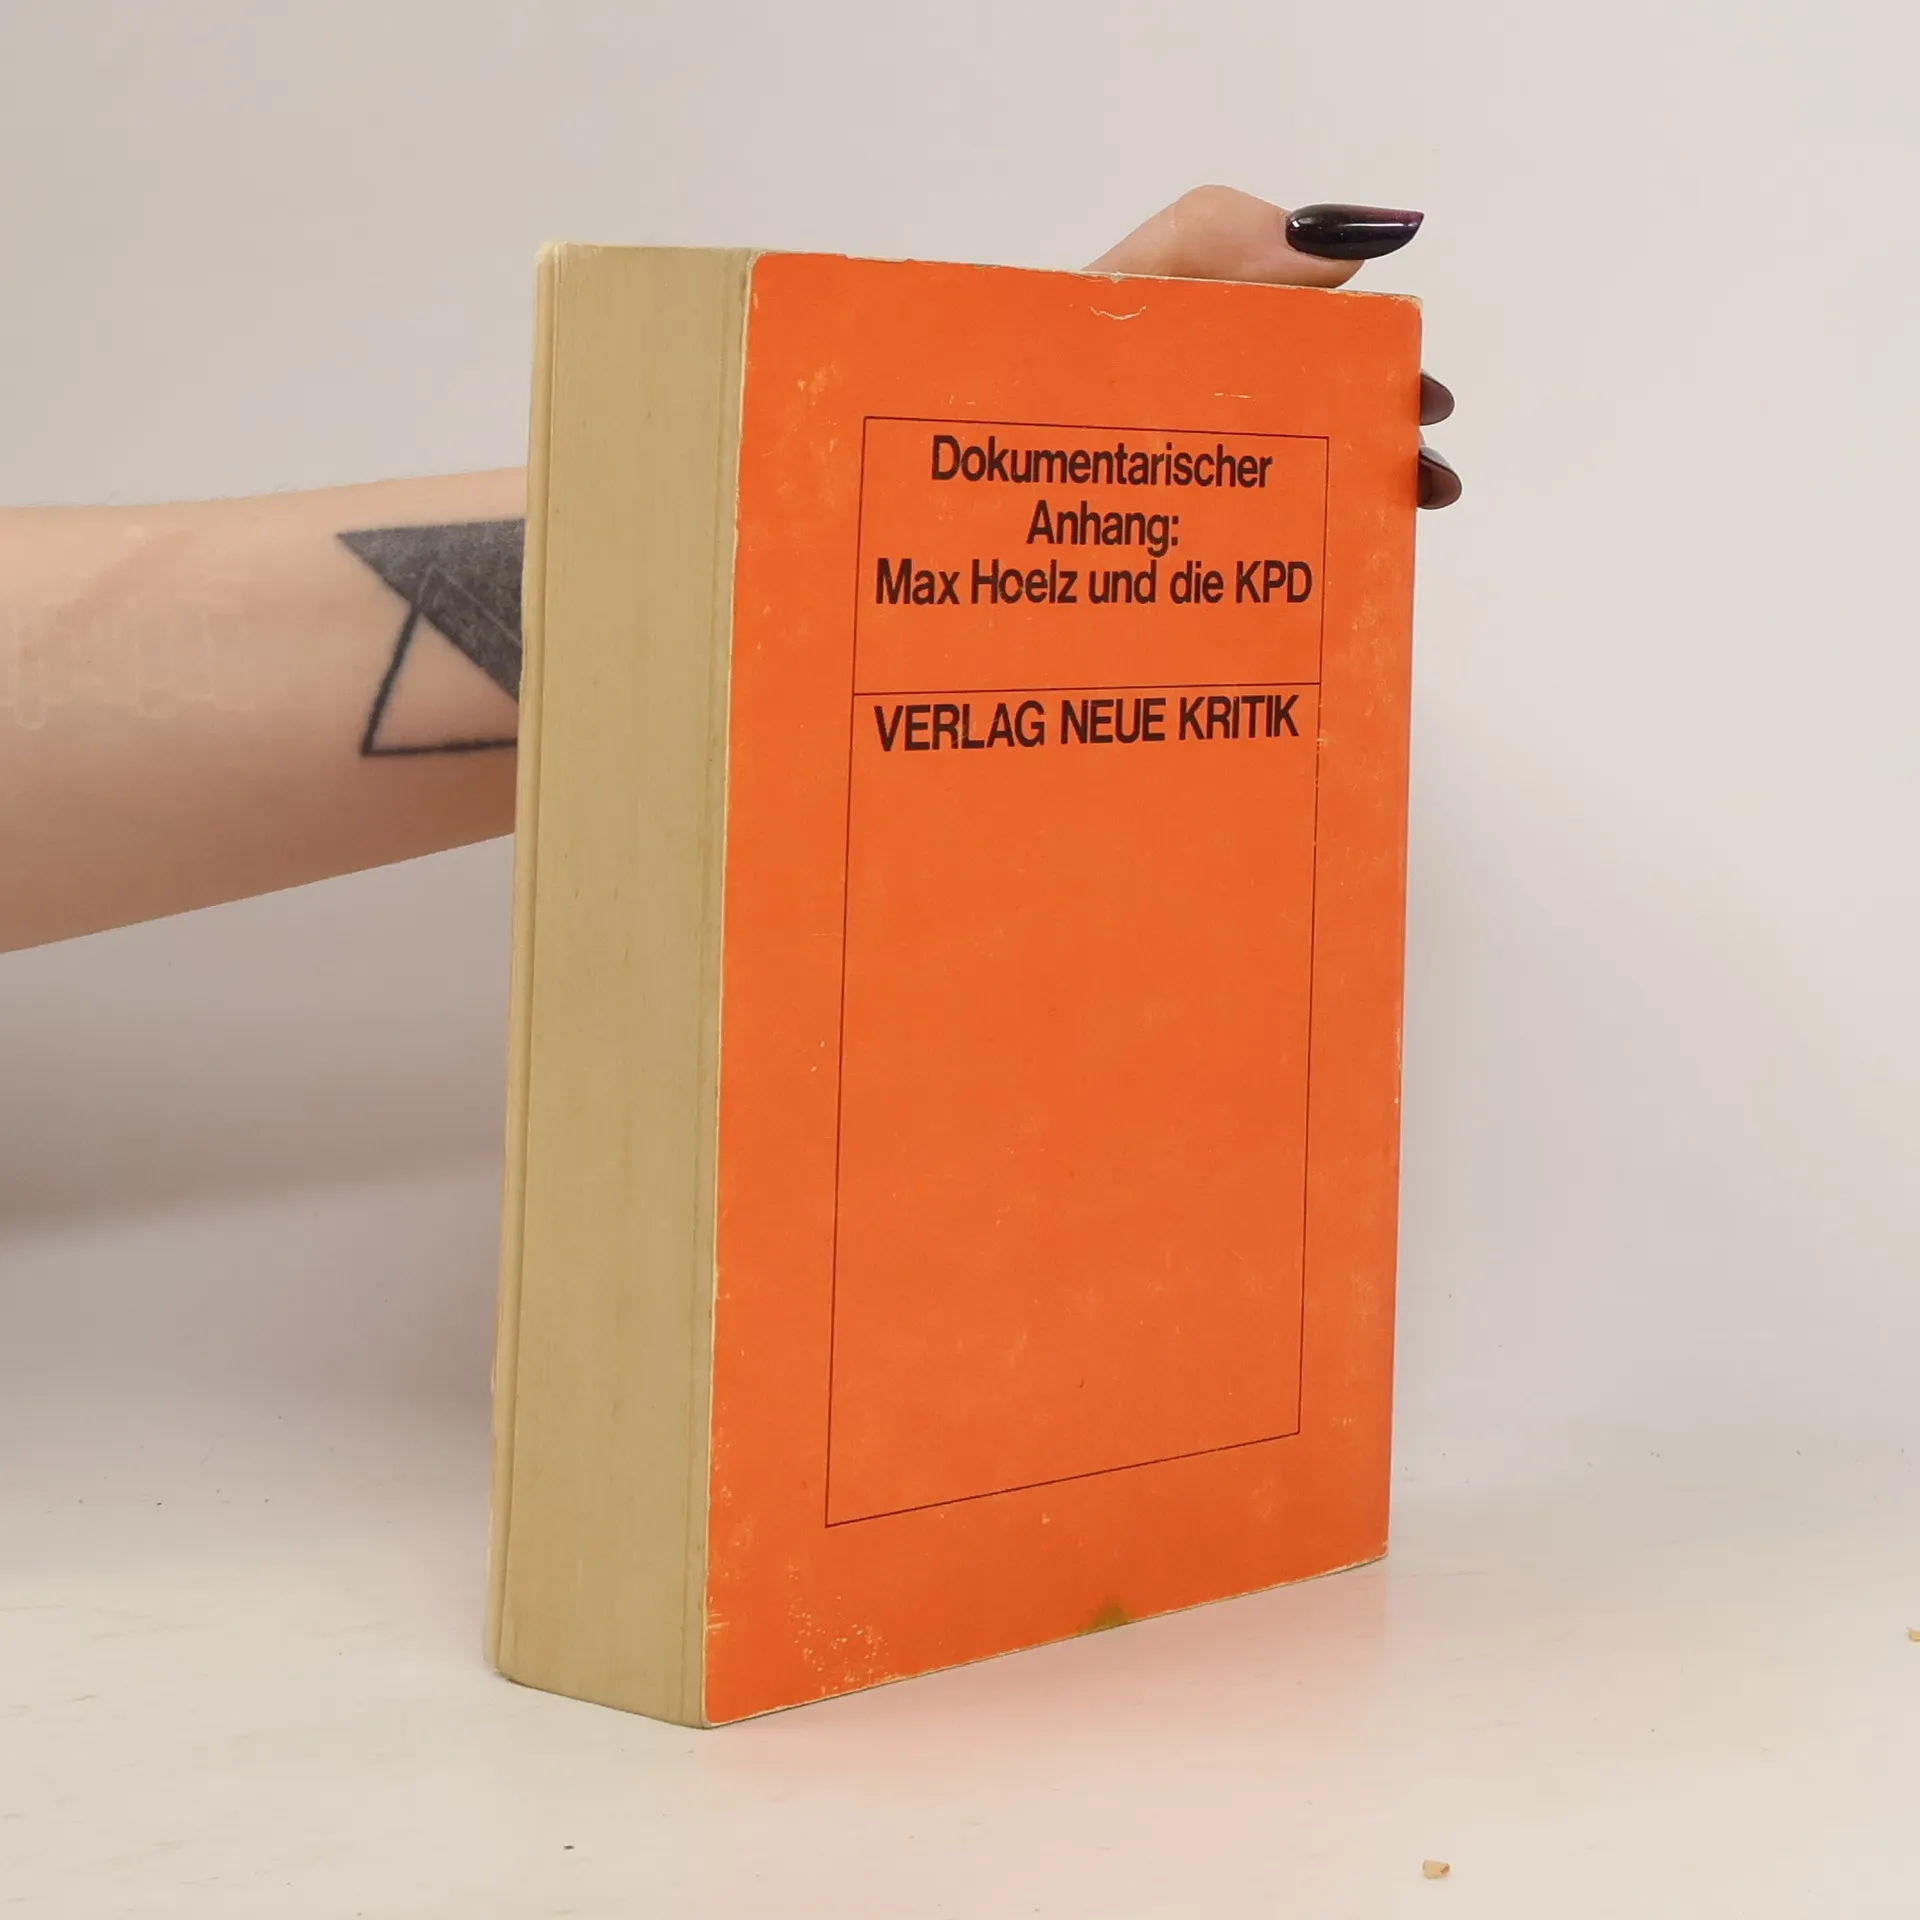 Dokumentarischer
Anhang:
Max Hoelz und die KPD
VERLAG NEUE KRITIK